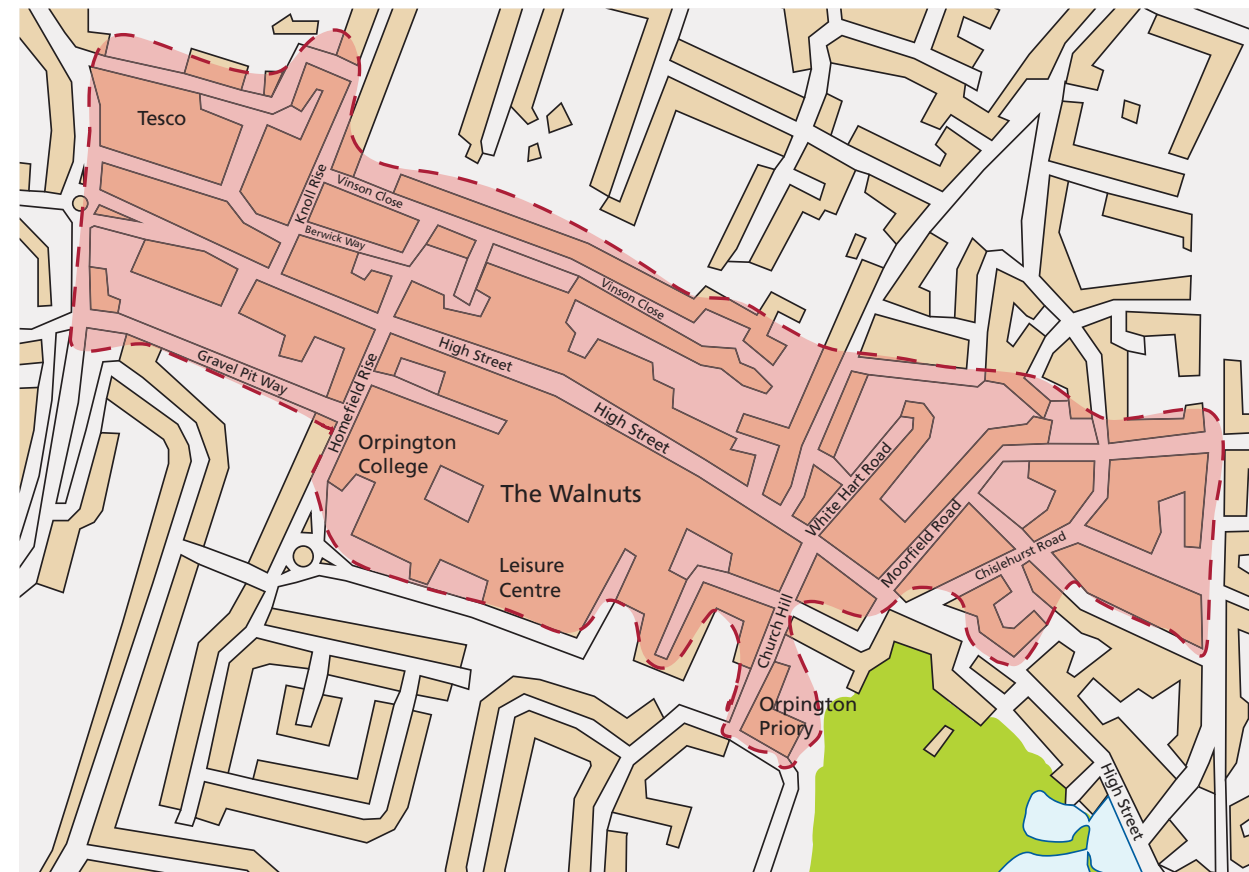 Tesco
Knoll Rise
Vinson Close
Berwick Way
Vinson Close
High Street
Gravel Pit Way
Homefield Rise
High Street
Orpington
College
The Walnuts
White Hart Road
Moorfield Road
Chislehurst Road
Leisure
Centre
Church Hill
Orpington
Priory
High Street